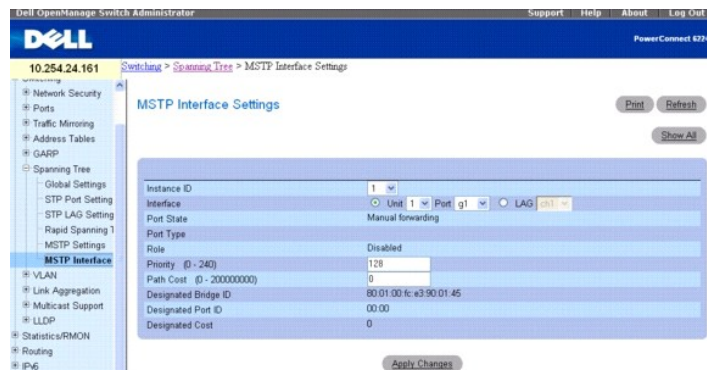 Dell OpenManage Switch Administrator Support Help About Log Out
DELL
PowerConnect 6224
10.254.24.161
Switching > Spanning Tree > MSTP Interface Settings
Switching
Network Security
Ports
Traffic Mirroring
Address Tables
GARP
Spanning Tree
Global Settings
STP Port Setting
STP LAG Setting
Rapid Spanning T
MSTP Settings
MSTP Interface
VLAN
Link Aggregation
Multicast Support
LLDP
Statistics/RMON
Routing
IPv6
MSTP Interface Settings
Print Refresh
Show All
Instance ID 1
Interface Unit 1 Port g1 LAG ch1
Port State Manual forwarding
Port Type
Role Disabled
Priority (0 - 240) 128
Path Cost (0 - 200000000) 0
Designated Bridge ID 80:01:00:fc:e3:90:01:45
Designated Port ID 00:00
Designated Cost 0
Apply Changes